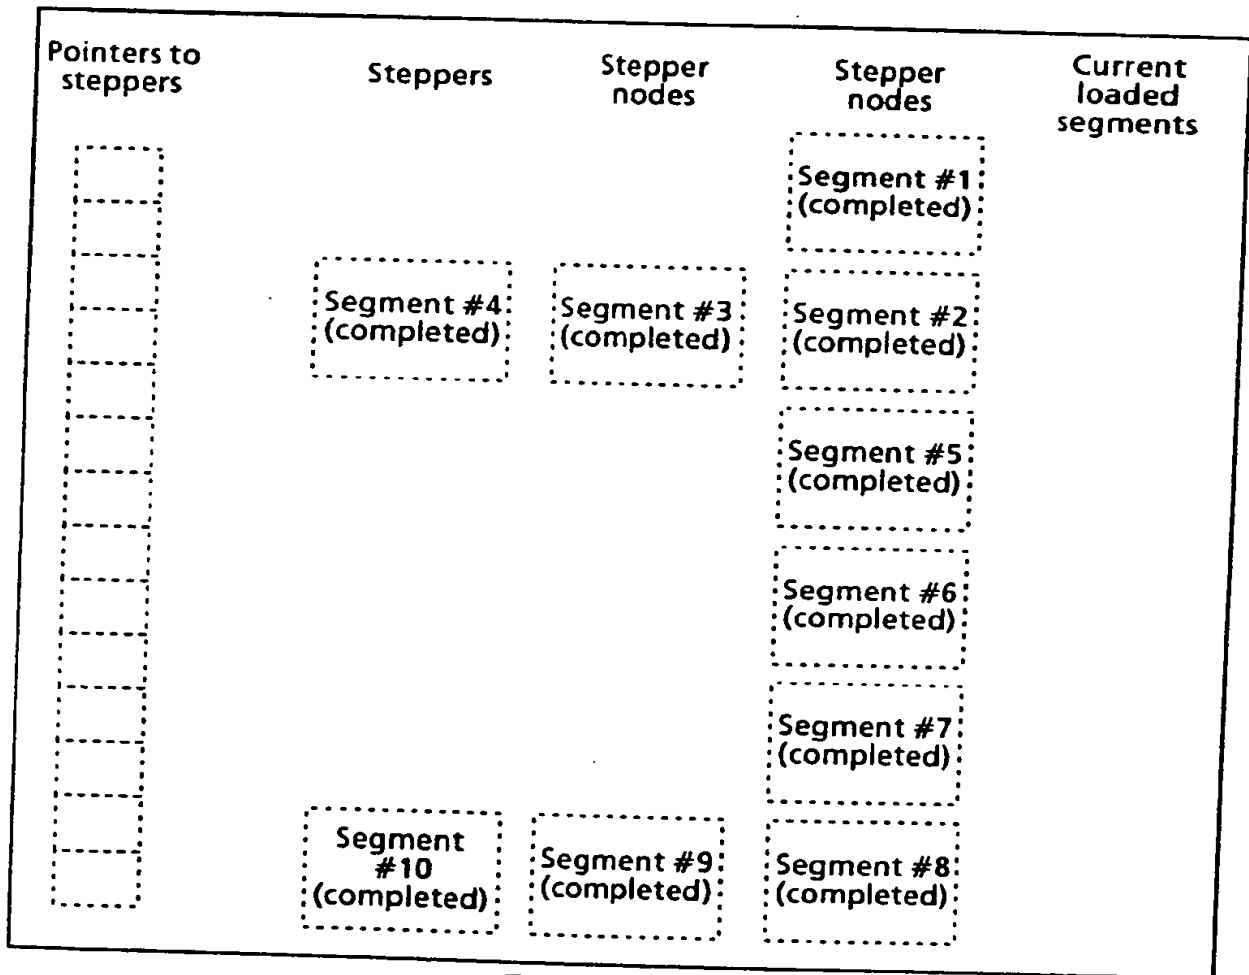 Pointers to
steppers
Steppers
Stepper
nodes
Stepper
nodes
Current
loaded
segments
Segment #1
(completed)
Segment #4
(completed)
Segment #3
(completed)
Segment #2
(completed)
Segment #5
(completed)
Segment #6
(completed)
Segment #7
(completed)
Segment
#10
(completed)
Segment #9
(completed)
Segment #8
(completed)